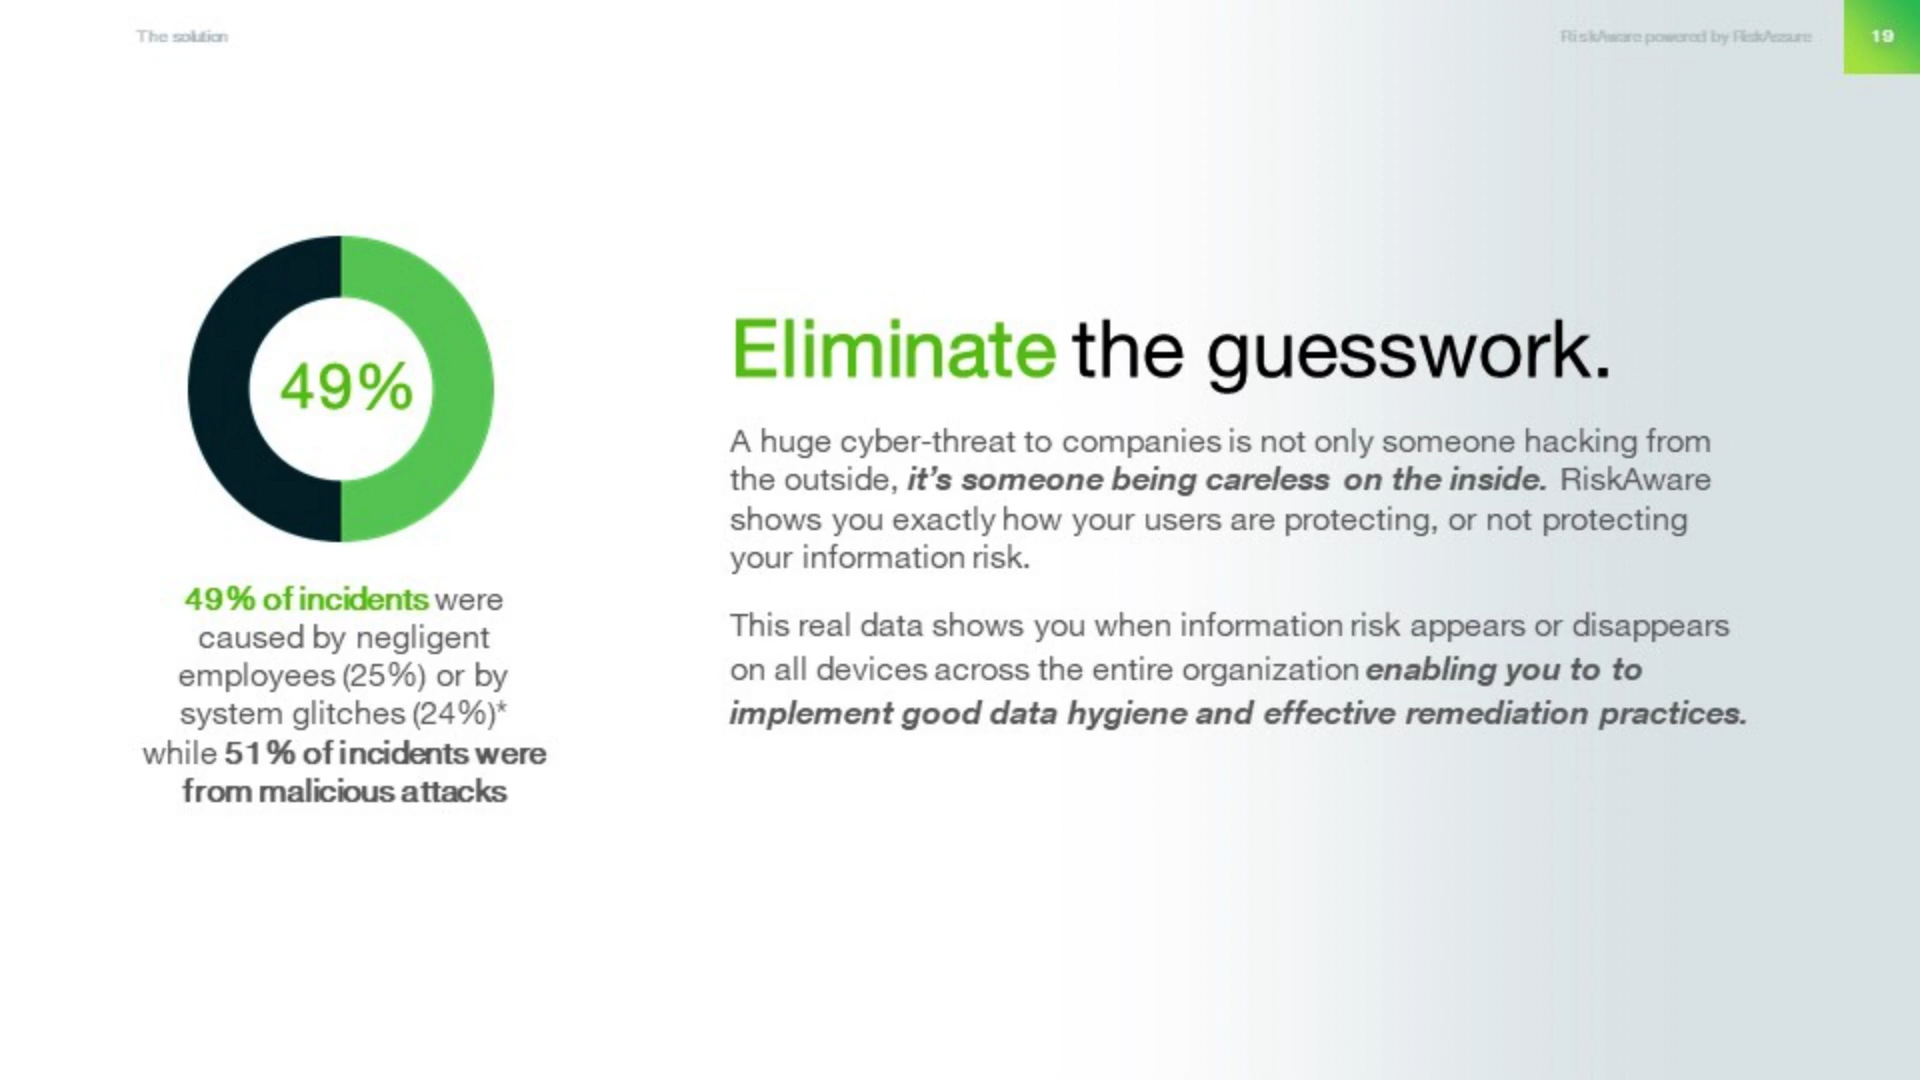 The solution
RiskAware powered by RiskAssure
19
49%
49% of incidents were
caused by negligent
employees (25%) or by
system glitches (24%)*
while 51% of incidents were
from malicious attacks
Eliminate the guesswork.
A huge cyber-threat to companies is not only someone hacking from
the outside, it’s someone being careless on the inside. RiskAware
shows you exactly how your users are protecting, or not protecting
your information risk.
This real data shows you when information risk appears or disappears
on all devices across the entire organization enabling you to to
implement good data hygiene and effective remediation practices.